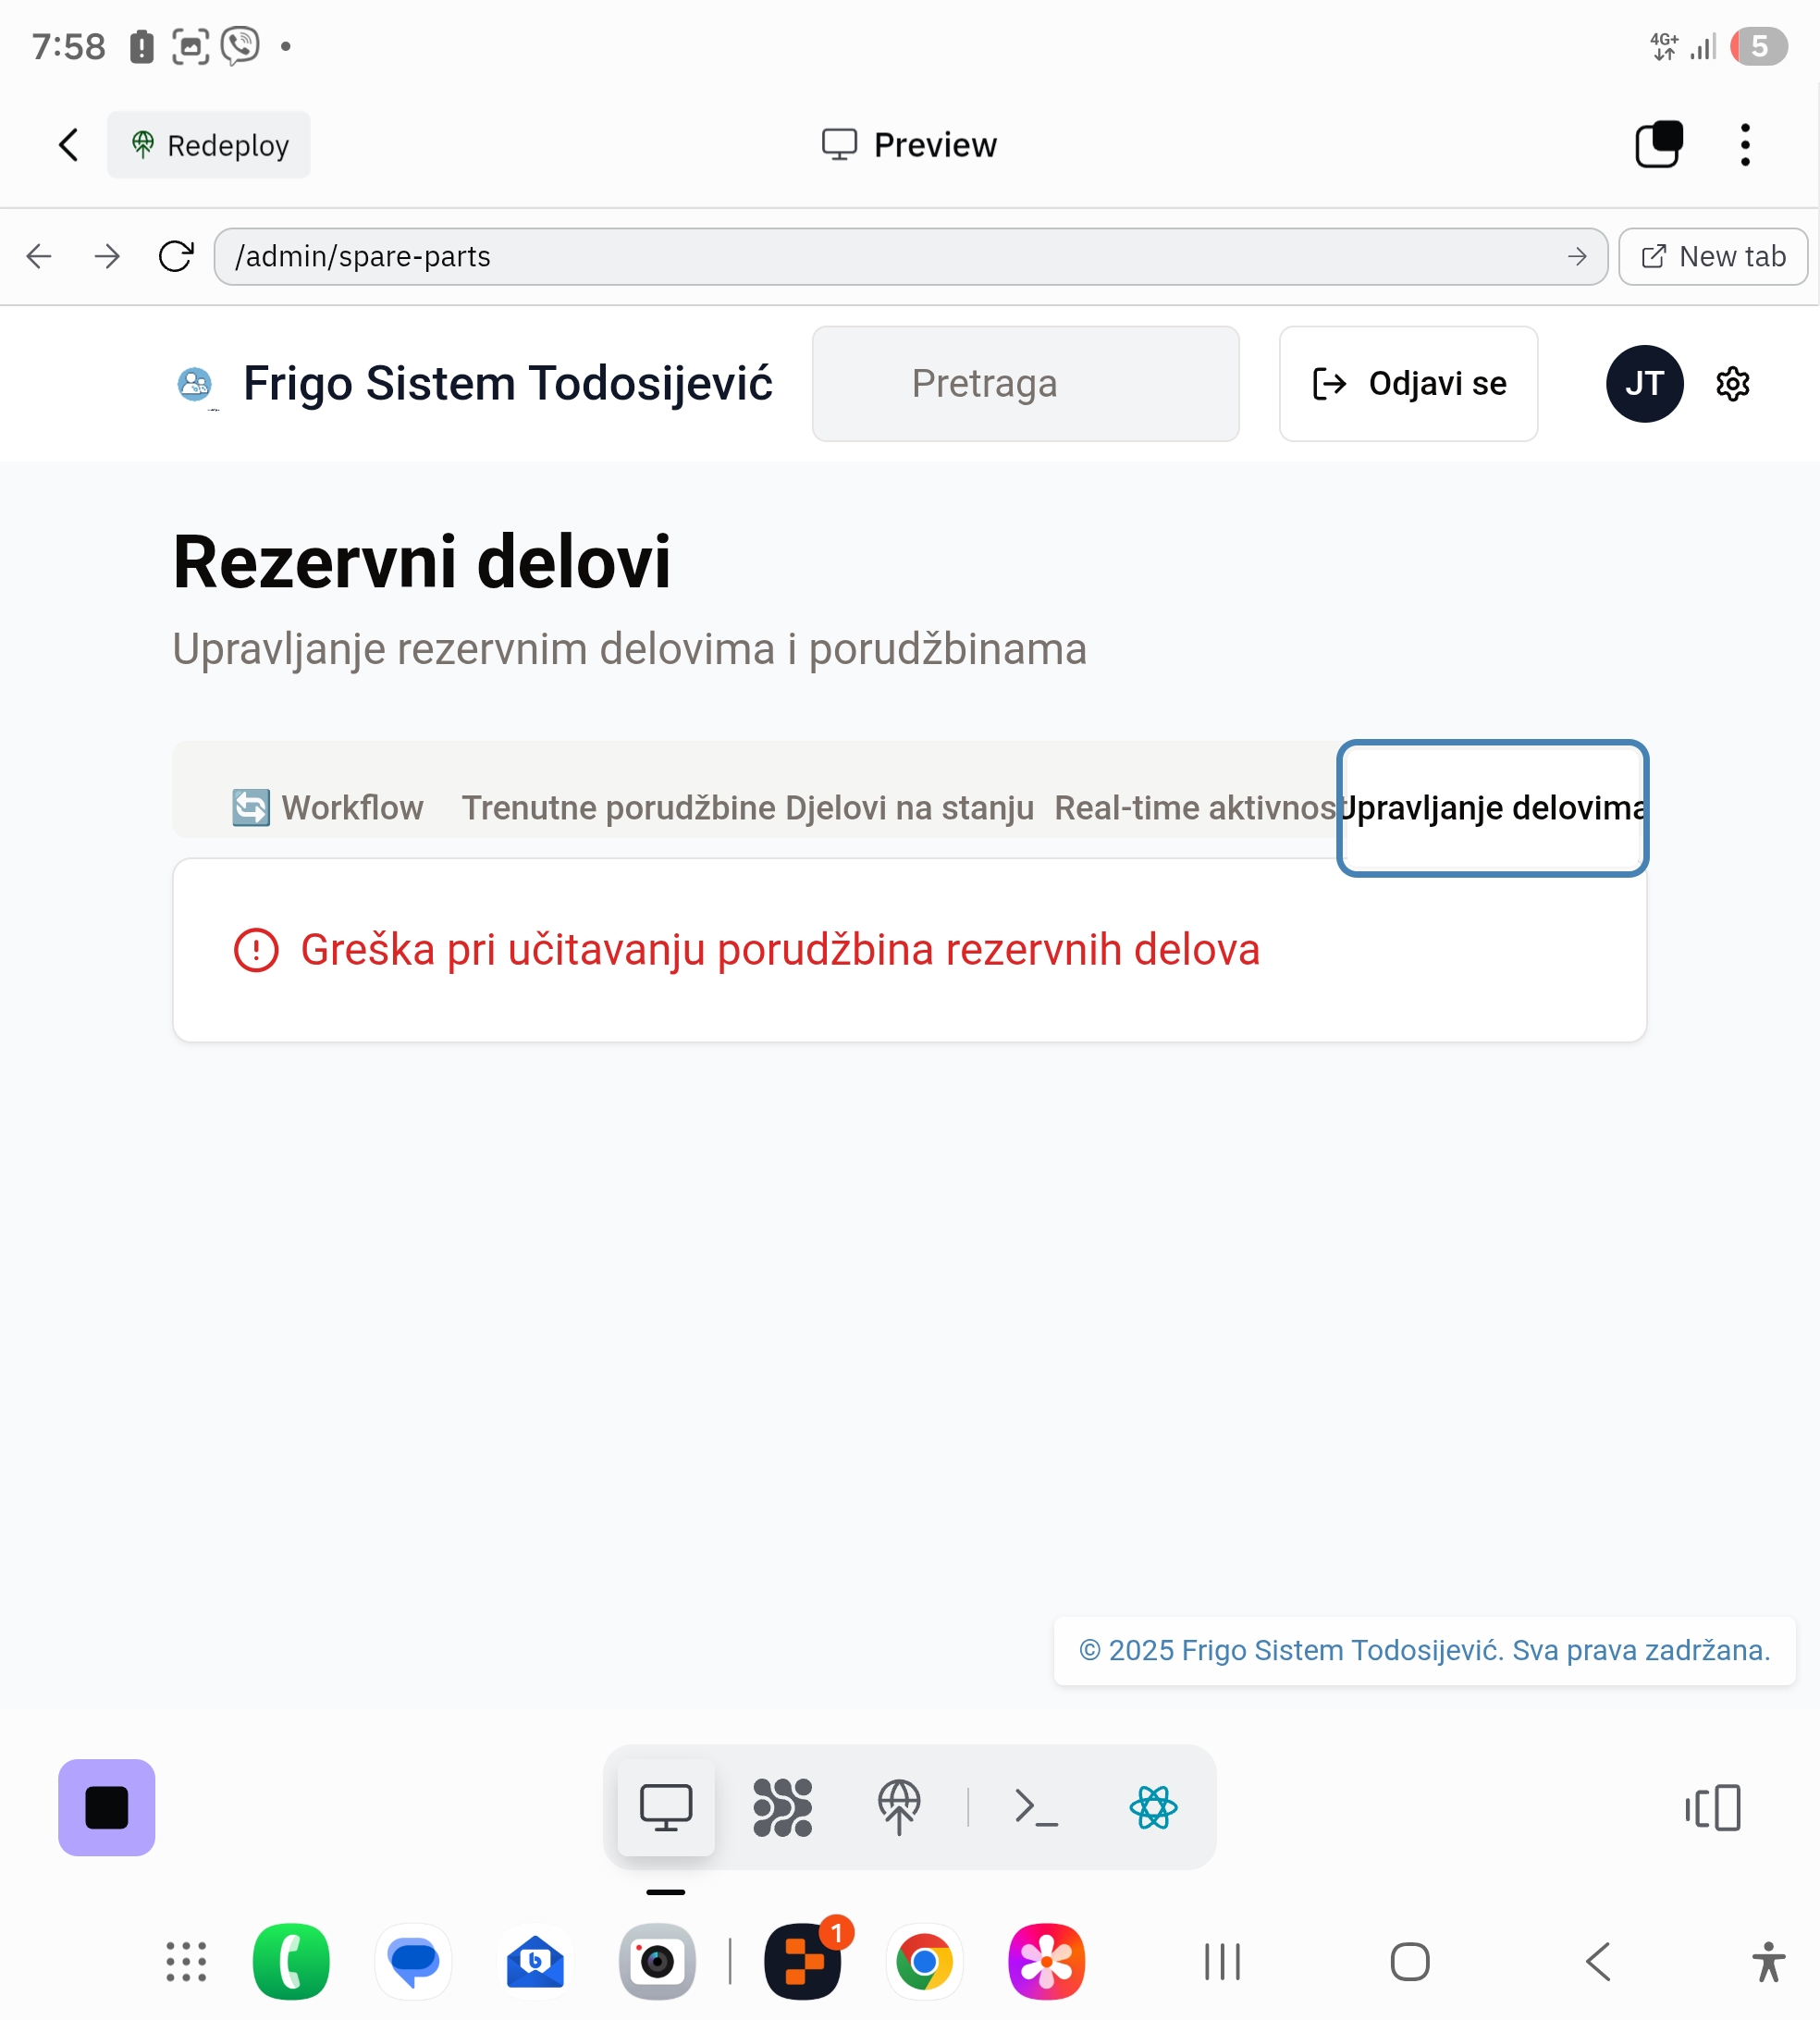 7:58
4G+
5
Redeploy
Preview
/admin/spare-parts
New tab
Frigo Sistem Todosijević
Pretraga
Odjavi se
JT
Rezervni delovi
Upravljanje rezervnim delovima i porudžbinama
Workflow
Trenutne porudžbine
Djelovi na stanju
Real-time aktivnost
Upravljanje delovima
Greška pri učitavanju porudžbina rezervnih delova
© 2025 Frigo Sistem Todosijević. Sva prava zadržana.
1